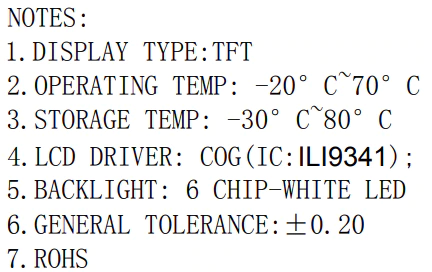 NOTES:
1.DISPLAY TYPE:TFT
2.OPERATING TEMP: -20° C~70° C
3.STORAGE TEMP: -30° C~80° C
4.LCD DRIVER: COG(IC:ILI9341);
5.BACKLIGHT: 6 CHIP-WHITE LED
6.GENERAL TOLERANCE:±0.20
7.ROHS